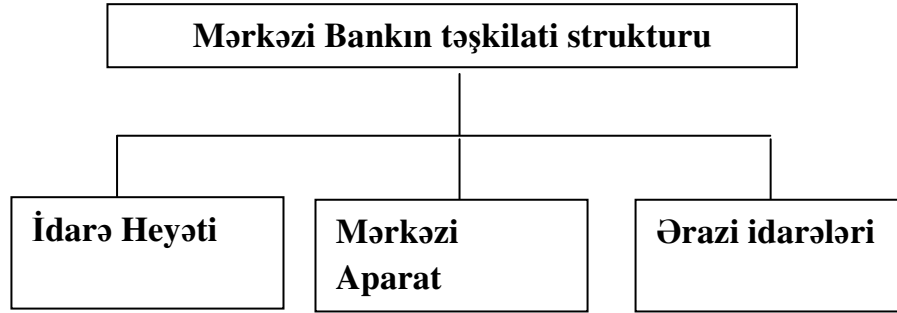 Mərkəzi Bankın təşkilati strukturu
İdarə Heyəti
Mərkəzi
Aparat
Ərazi idarələri